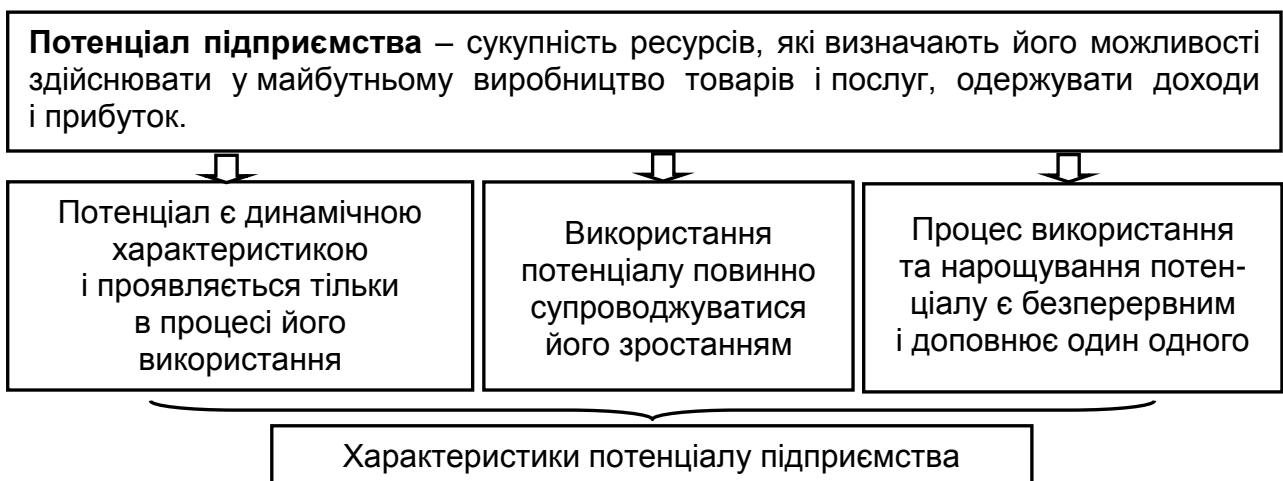 Потенціал підприємства – сукупність ресурсів, які визначають його можливості
здійснювати у майбутньому виробництво товарів і послуг, одержувати доходи
і прибуток.
Потенціал є динамічною
характеристикою
і проявляється тільки
в процесі його
використання
Використання
потенціалу повинно
супроводжуватися
його зростанням
Процес використання
та нарощування потен-
ціалу є безперервним
і доповнює один одного
Характеристики потенціалу підприємства